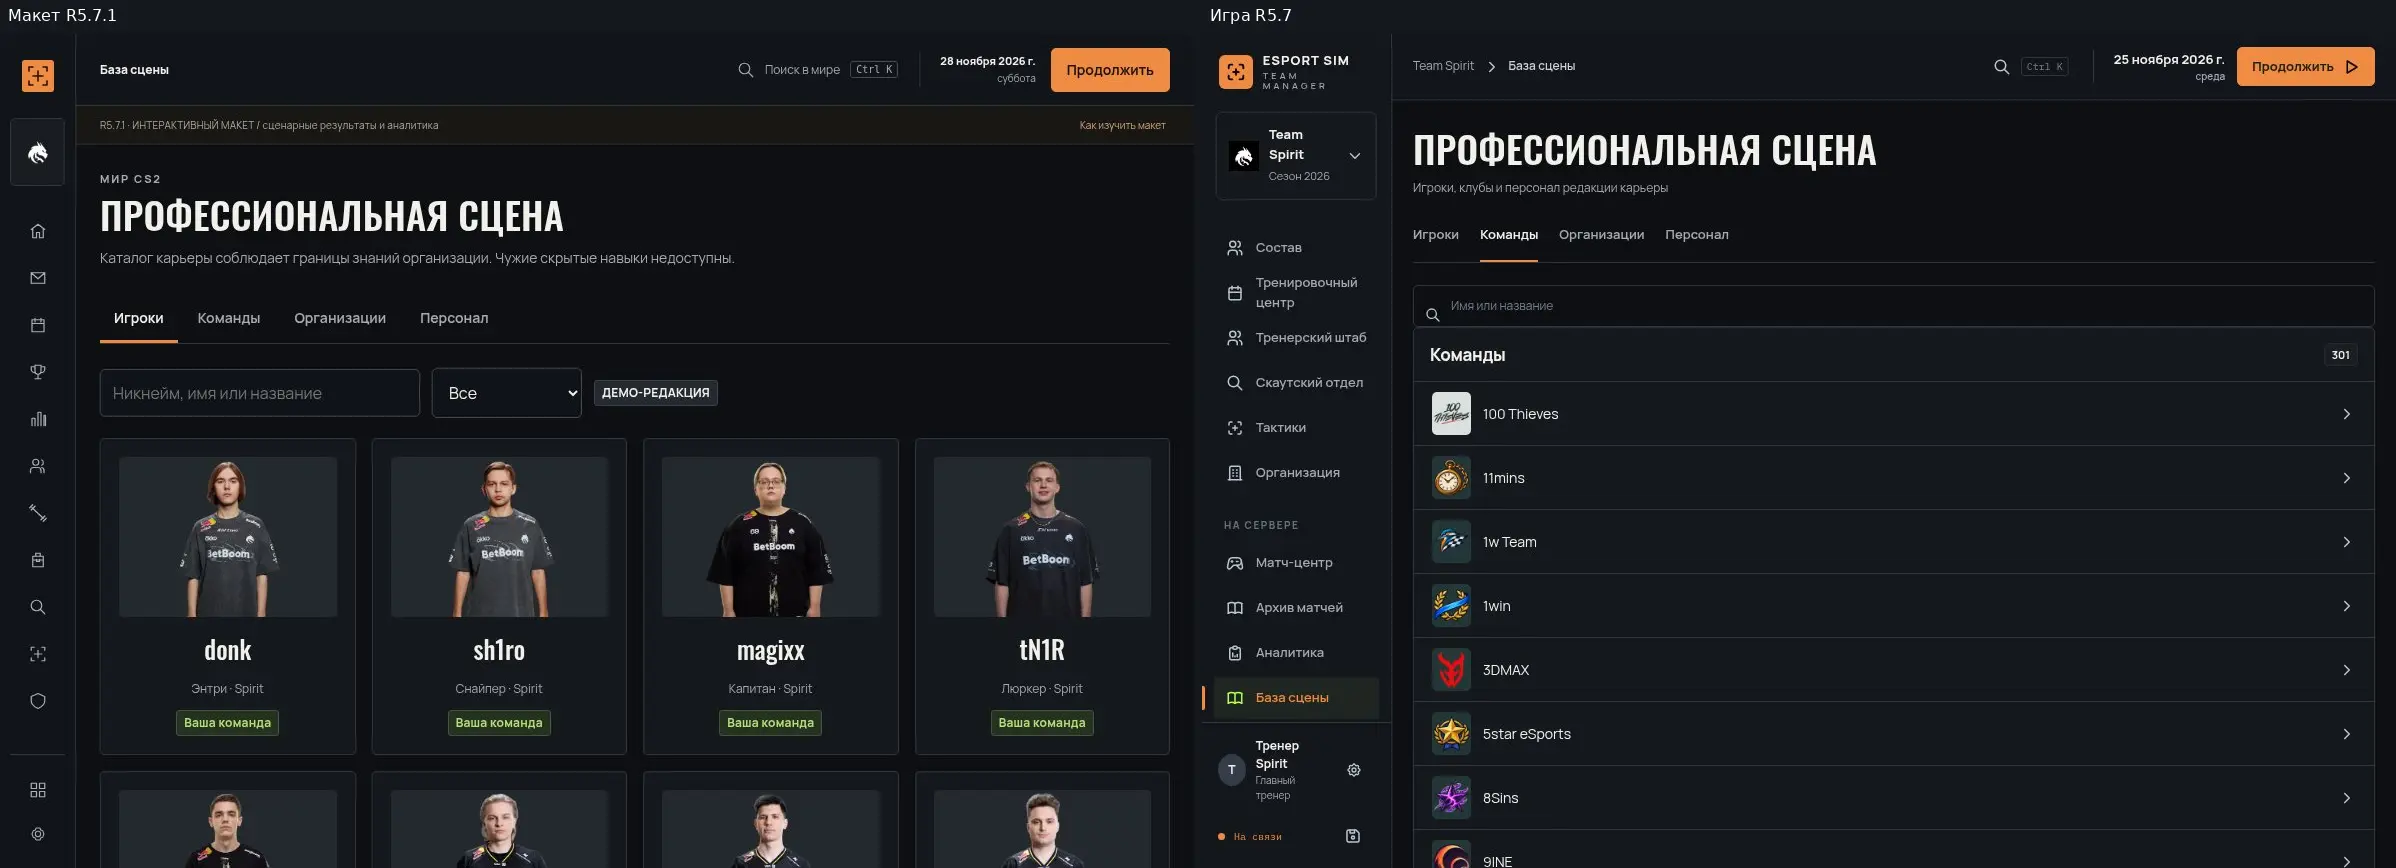 Макет R5.7.1
База сцены
Поиск в мире
Ctrl K
28 ноября 2026 г.
суббота
Продолжить
R5.7.1 · ИНТЕРАКТИВНЫЙ МАКЕТ / сценарные результаты и аналитика
Как изучить макет
МИР CS2
ПРОФЕССИОНАЛЬНАЯ СЦЕНА
Каталог карьеры соблюдает границы знаний организации. Чужие скрытые навыки недоступны.
Игроки
Команды
Организации
Персонал
Никнейм, имя или название
Все
ДЕМО-РЕДАКЦИЯ
BetBoom
BetBoom
BetBoom
BetBoom
donk
sh1ro
magixx
tN1R
Энтри · Spirit
Снайпер · Spirit
Капитан · Spirit
Люркер · Spirit
Ваша команда
Ваша команда
Ваша команда
Ваша команда
Игра R5.7
ESPORT SIM
TEAM
MANAGER
Team
Spirit
Сезон 2026
Состав
Тренировочный
центр
Тренерский штаб
Скаутский отдел
Тактики
Организация
НА СЕРВЕРЕ
Матч-центр
Архив матчей
Аналитика
База сцены
T
Тренер
Spirit
Главный
тренер
На связи
Team Spirit
База сцены
Ctrl K
25 ноября 2026 г.
среда
Продолжить
ПРОФЕССИОНАЛЬНАЯ СЦЕНА
Игроки, клубы и персонал редакции карьеры
Игроки
Команды
Организации
Персонал
Имя или название
Команды
301
100 THIEVES
100 Thieves
11mins
1w Team
1win
3DMAX
5star eSports
8Sins
9INE